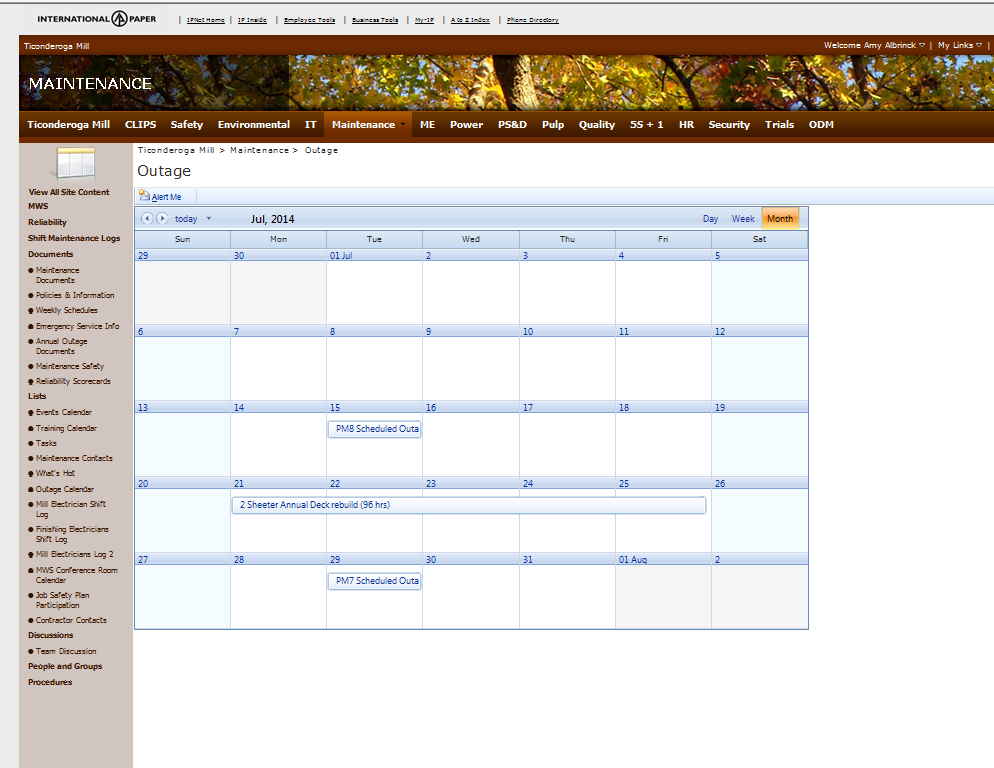 INTERNATIONAL PAPER | IPNet Home | IP Inside | Employee Tools | Business Tools | My-IP | A to Z Index | Phone Directory
Ticonderoga Mill Welcome Amy Albrinck | My Links |
MAINTENANCE
Ticonderoga Mill CLIPS Safety Environmental IT Maintenance ME Power PS&D Pulp Quality 5S + 1 HR Security Trials ODM
Ticonderoga Mill > Maintenance > Outage
Outage
Alert Me
View All Site Content
MWS
Reliability
Shift Maintenance Logs
Documents
Maintenance
Documents
Policies & Information
Weekly Schedules
Emergency Service Info
Annual Outage
Documents
Maintenance Safety
Reliability Scorecards
Lists
Events Calendar
Training Calendar
Tasks
Maintenance Contacts
What's Hot
Outage Calendar
Mill Electrician Shift
Log
Finishing Electricians
Shift Log
Mill Electricians Log 2
MWS Conference Room
Calendar
Job Safety Plan
Participation
Contractor Contacts
Discussions
Team Discussion
People and Groups
Procedures
today Jul, 2014 Day Week Month
Sun Mon Tue Wed Thu Fri Sat
29 30 01 Jul 2 3 4 5
6 7 8 9 10 11 12
13 14 15 16 17 18 19
PM8 Scheduled Outa
20 21 22 23 24 25 26
2 Sheeter Annual Deck rebuild (96 hrs)
27 28 29 30 31 01 Aug 2
PM7 Scheduled Outa